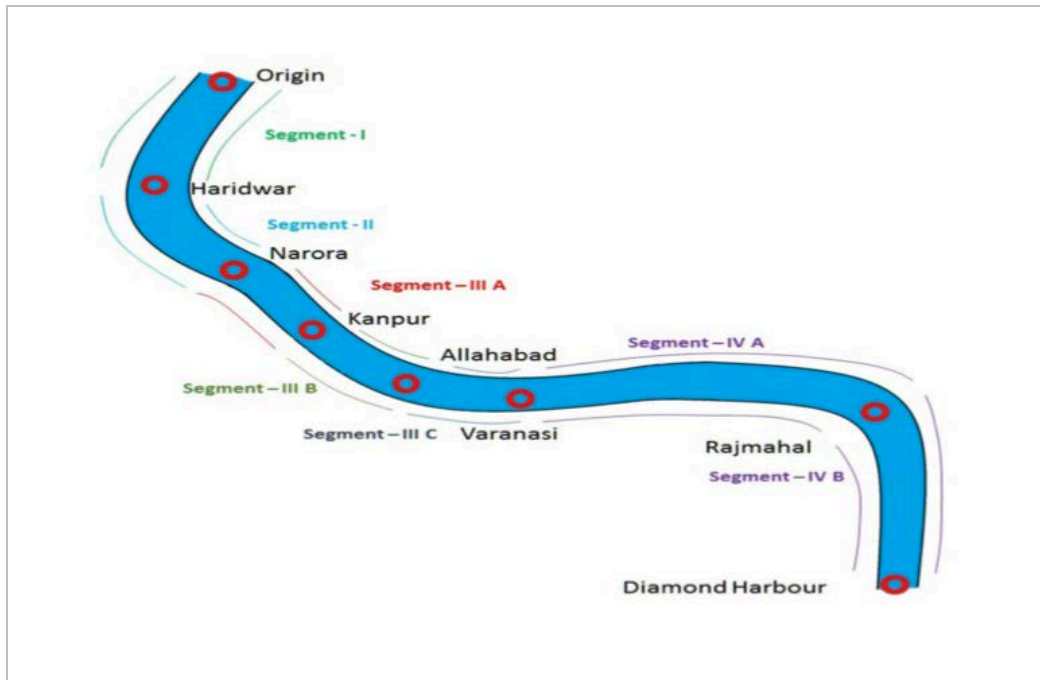 Origin
Segment - I
Haridwar
Segment - II
Narora
Segment – III A
Kanpur
Segment – IV A
Allahabad
Segment – III B
Segment – III C
Varanasi
Rajmahal
Segment – IV B
Diamond Harbour